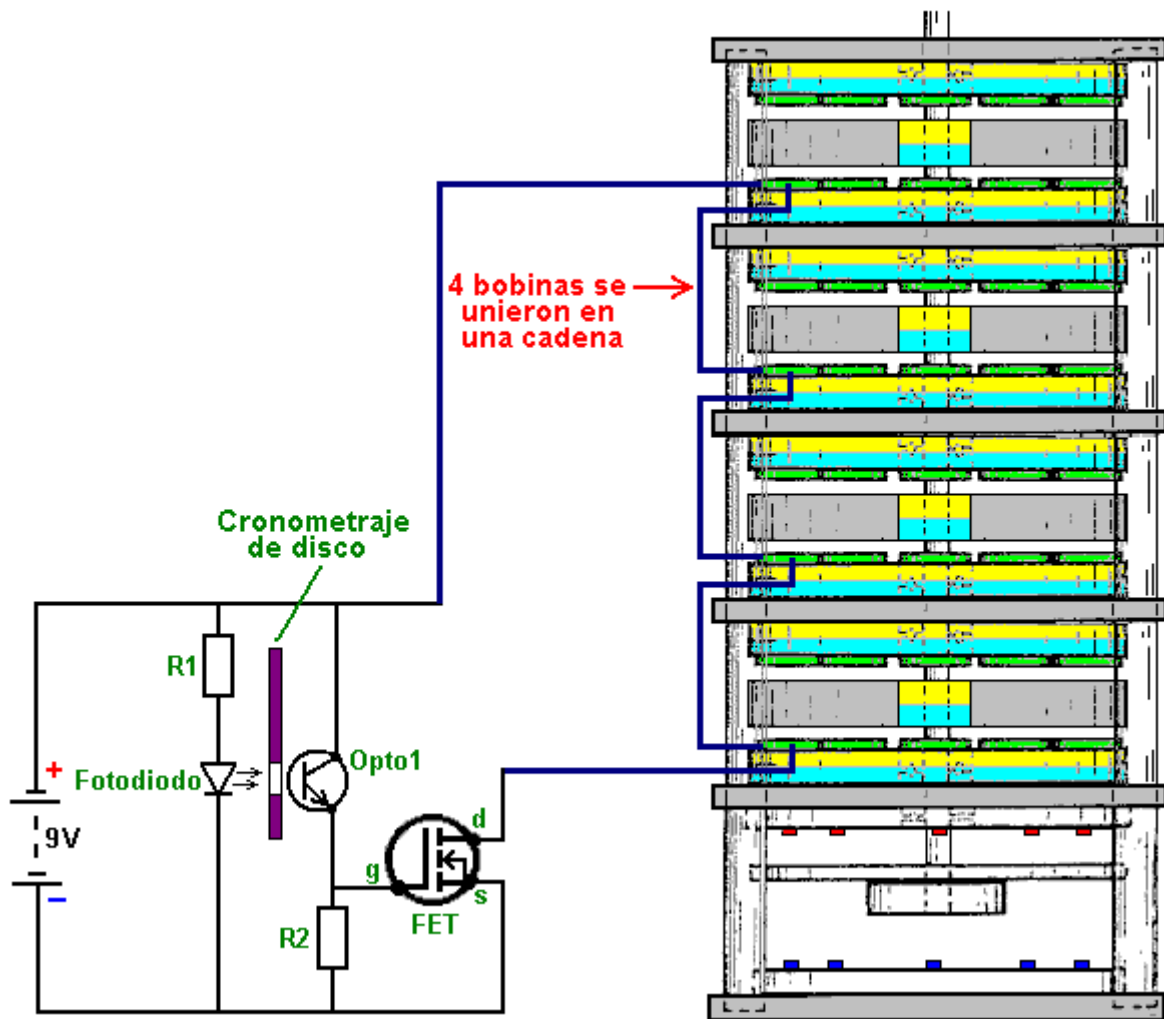 4 bobinas se
unieron en
una cadena
Cronometraje
de disco
R1
Opto1
+
Fotodiodo
9V
d
g
s
–
FET
R2